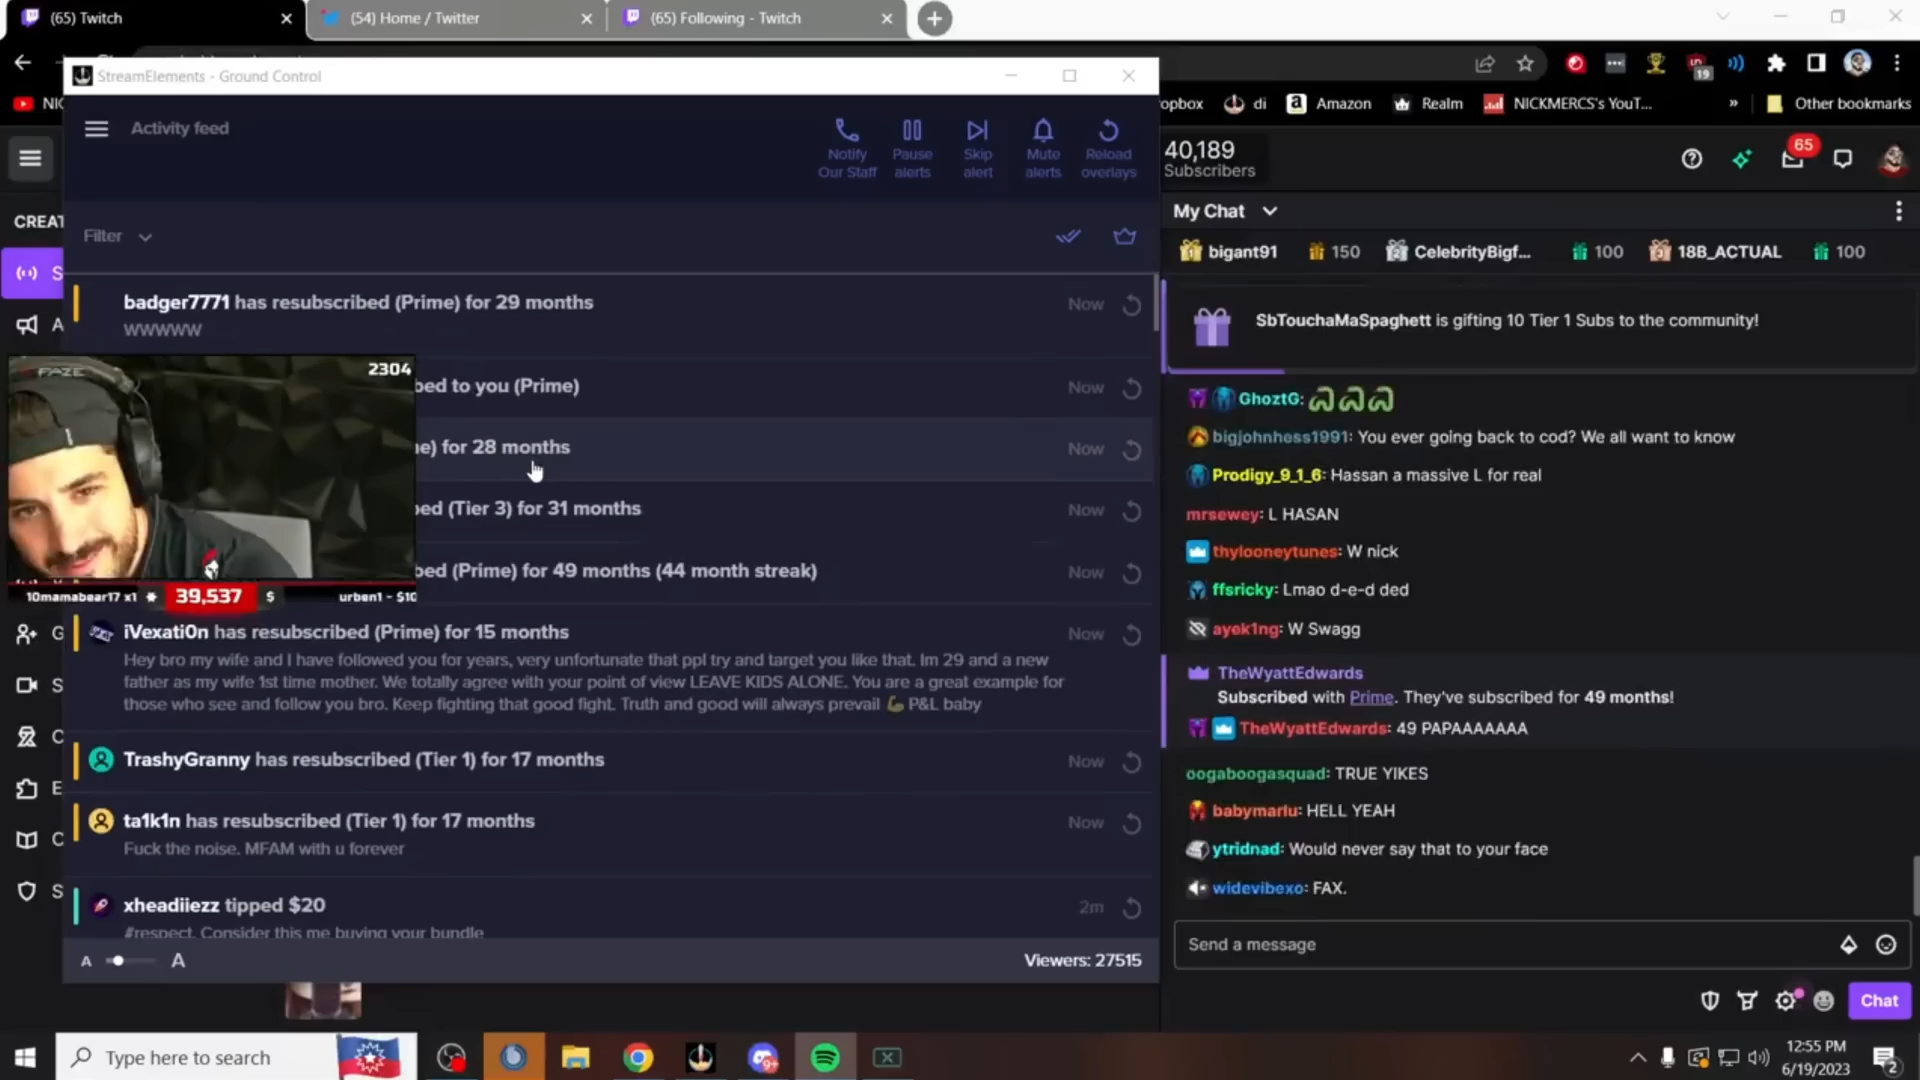 (65) Twitch
(54) Home / Twitter
(65) Following - Twitch
StreamElements - Ground Control
19
opbox
di
Amazon
Realm
NICKMERCS's YouT...
»
Other bookmarks
Activity feed
Notify
Our Staff
Pause
alerts
Skip
alert
Mute
alerts
Reload
overlays
40,189
Subscribers
65
CREAT
My Chat
Filter
bigant91
150
CelebrityBigf...
100
18B_ACTUAL
100
badger7771 has resubscribed (Prime) for 29 months
Now
WWWWW
SbTouchaMaSpaghett is gifting 10 Tier 1 Subs to the community!
FAZE
2304
bed to you (Prime)
Now
e) for 28 months
Now
bed (Tier 3) for 31 months
Now
bed (Prime) for 49 months (44 month streak)
Now
10mamabear17 x1
39,537
$
urben1 - $10
iVexati0n has resubscribed (Prime) for 15 months
Now
Hey bro my wife and I have followed you for years, very unfortunate that ppl try and target you like that. Im 29 and a new
father as my wife 1st time mother. We totally agree with your point of view LEAVE KIDS ALONE. You are a great example for
those who see and follow you bro. Keep fighting that good fight. Truth and good will always prevail 💪 P&L baby
TrashyGranny has resubscribed (Tier 1) for 17 months
Now
ta1k1n has resubscribed (Tier 1) for 17 months
Now
Fuck the noise. MFAM with u forever
xheadiiezz tipped $20
2m
#respect. Consider this me buying your bundle
A
A
Viewers: 27515
GhoztG:
bigjohnhess1991: You ever going back to cod? We all want to know
Prodigy_9_1_6: Hassan a massive L for real
mrsewey: L HASAN
thylooneytunes: W nick
ffsricky: Lmao d-e-d ded
ayek1ng: W Swagg
TheWyattEdwards
Subscribed with Prime. They've subscribed for 49 months!
TheWyattEdwards: 49 PAPAAAAAAA
oogaboogasquad: TRUE YIKES
babymarlu: HELL YEAH
ytridnad: Would never say that to your face
widevibexo: FAX.
Send a message
Chat
Type here to search
9+
12:55 PM
6/19/2023
2